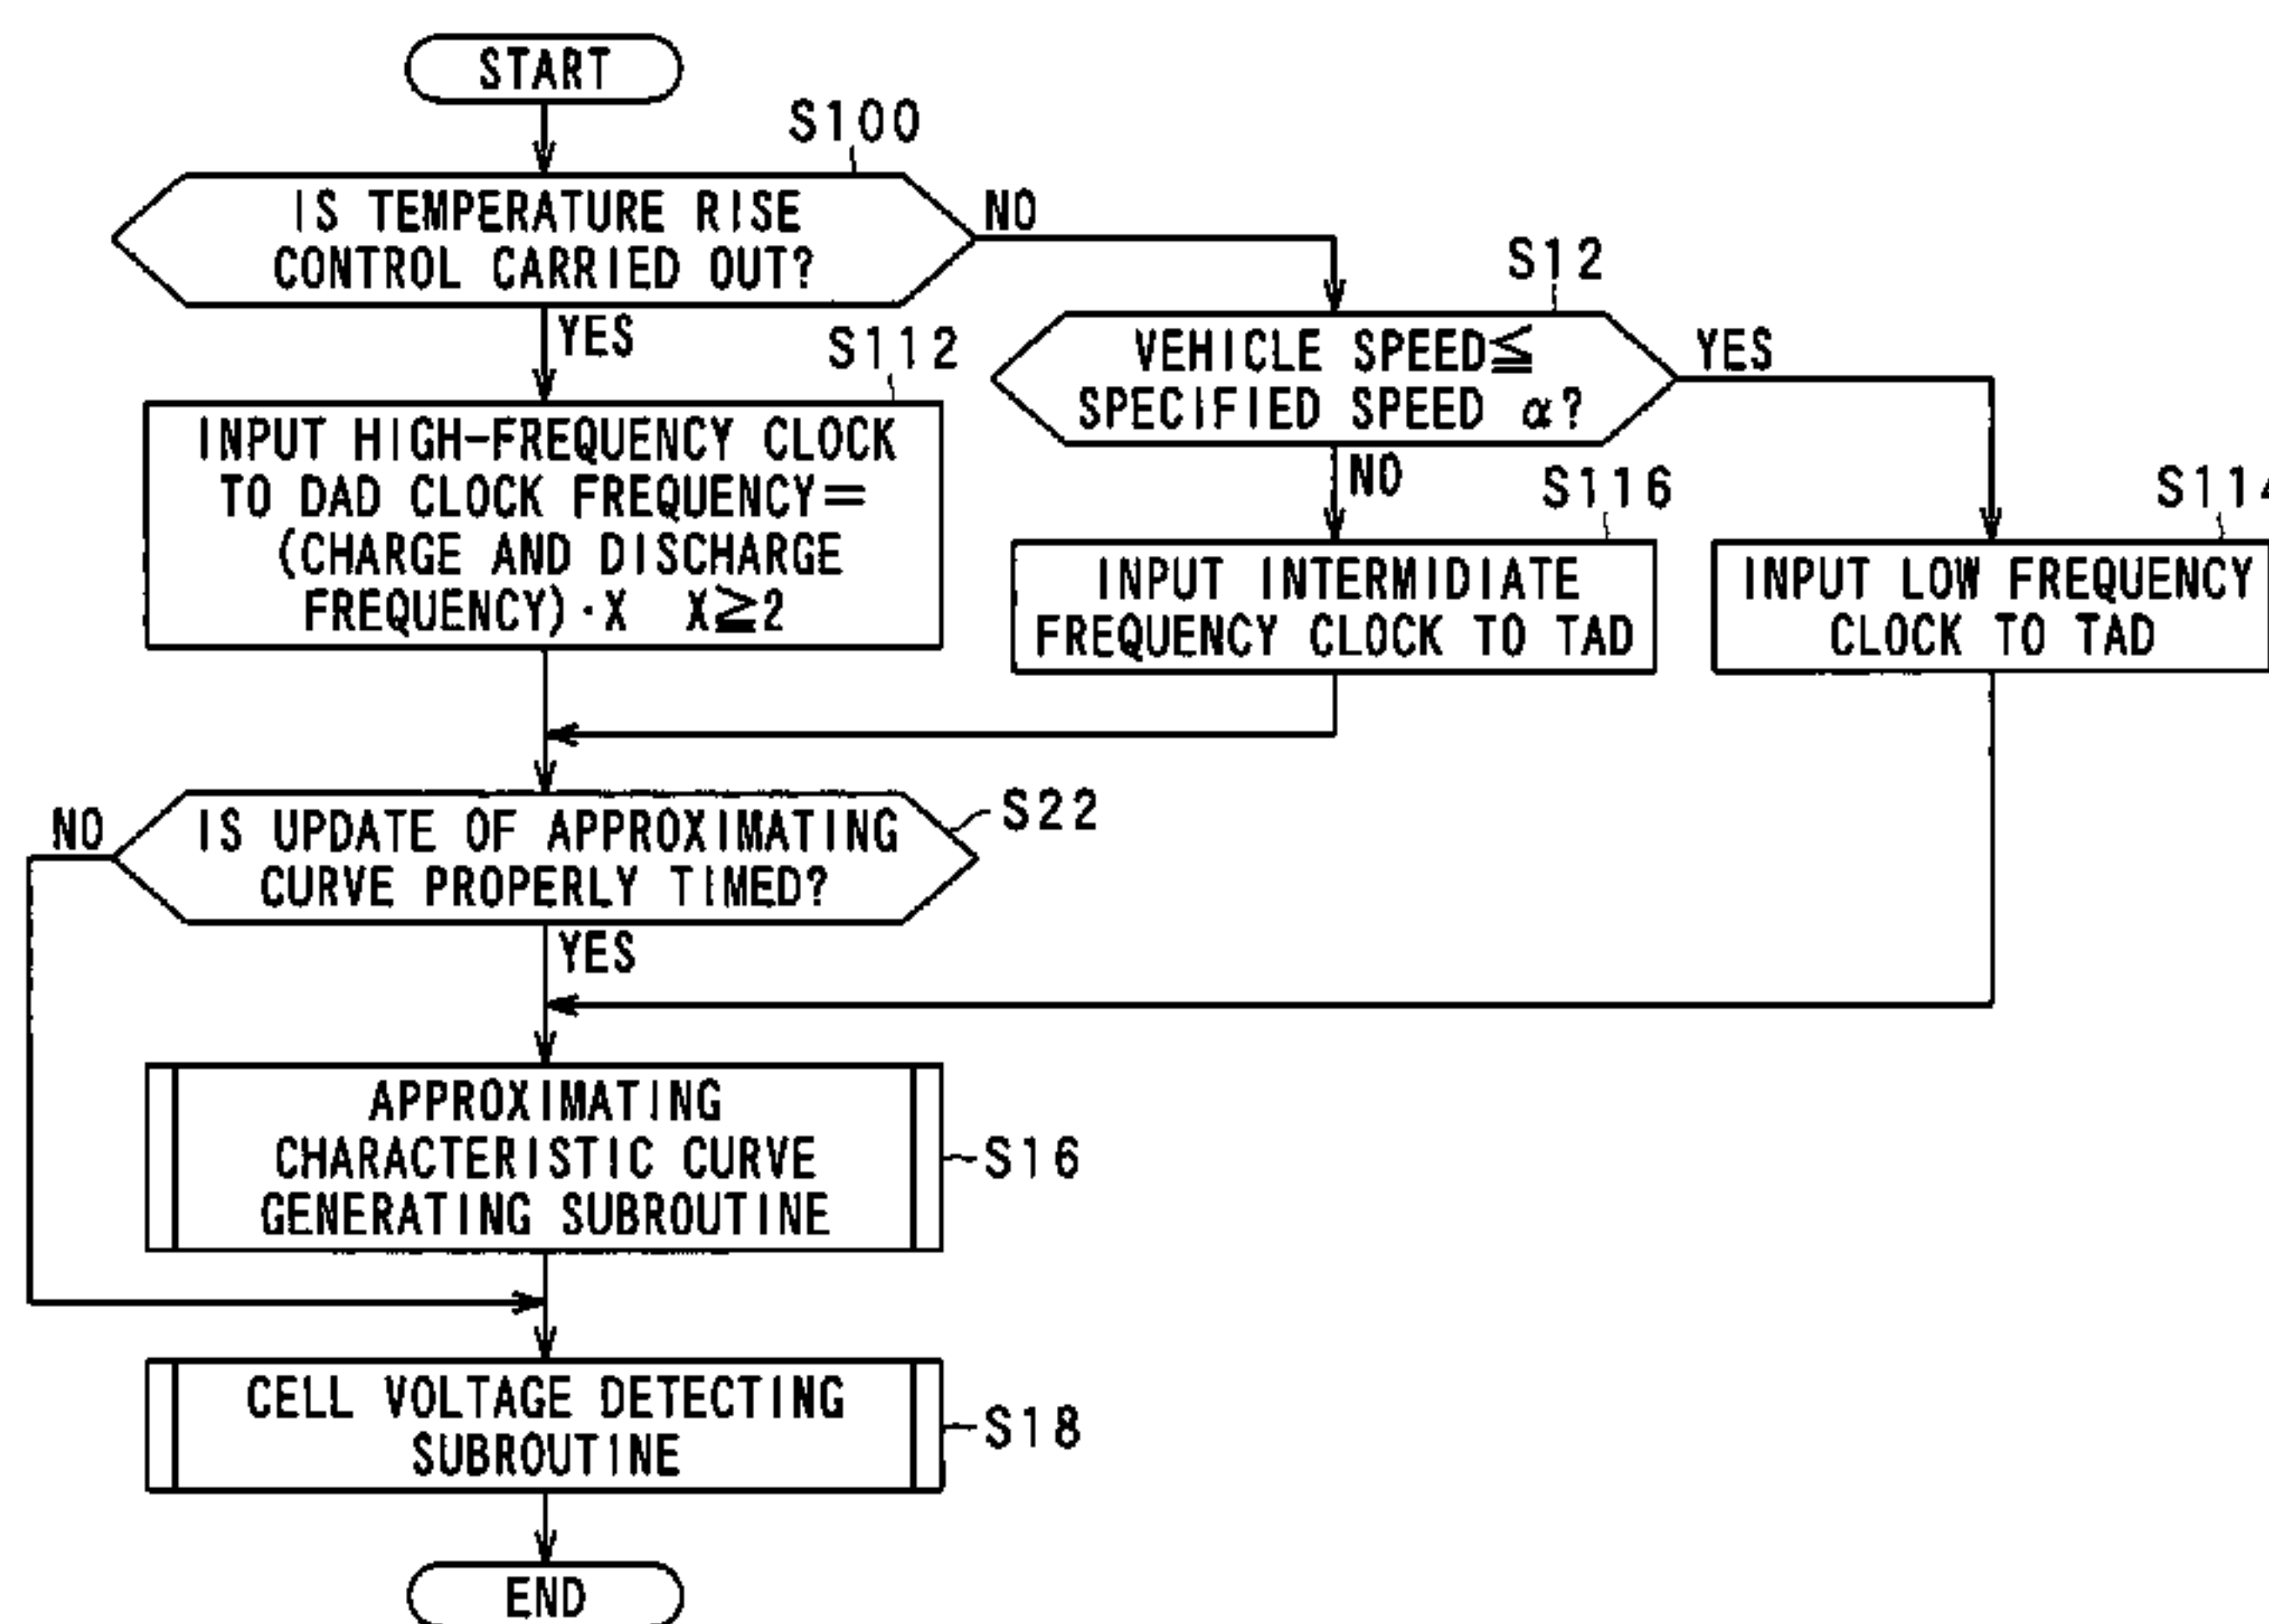 START
S100
IS TEMPERATURE RISE
CONTROL CARRIED OUT?
NO
YES
S12
VEHICLE SPEED≦
SPECIFIED SPEED α?
YES
NO
S112
INPUT HIGH-FREQUENCY CLOCK
TO DAD CLOCK FREQUENCY=
(CHARGE AND DISCHARGE
FREQUENCY)·X X≧2
S116
INPUT INTERMIDIATE
FREQUENCY CLOCK TO TAD
S114
INPUT LOW FREQUENCY
CLOCK TO TAD
S22
NO
IS UPDATE OF APPROXIMATING
CURVE PROPERLY TIMED?
YES
APPROXIMATING
CHARACTERISTIC CURVE
GENERATING SUBROUTINE
S16
CELL VOLTAGE DETECTING
SUBROUTINE
S18
END